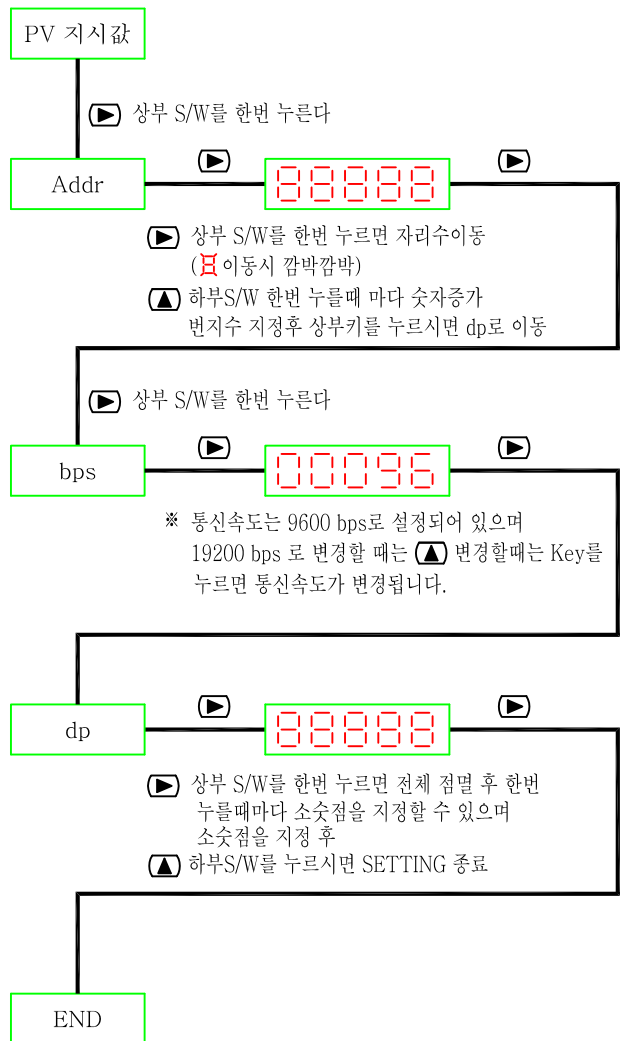 PV 지시값
상부 S/W를 한번 누른다
Addr
88888
상부 S/W를 한번 누르면 자리수이동
(8이동시 깜박깜박)
하부S/W 한번 누를때 마다 숫자증가
번지수 지정후 상부키를 누르시면 dp로 이동
상부 S/W를 한번 누른다
bps
00096
※ 통신속도는 9600 bps로 설정되어 있으며
19200 bps 로 변경할 때는 변경할때는 Key를
누르면 통신속도가 변경됩니다.
dp
88888
상부 S/W를 한번 누르면 전체 점멸 후 한번
누를때마다 소숫점을 지정할 수 있으며
소숫점을 지정 후
하부S/W를 누르시면 SETTING 종료
END